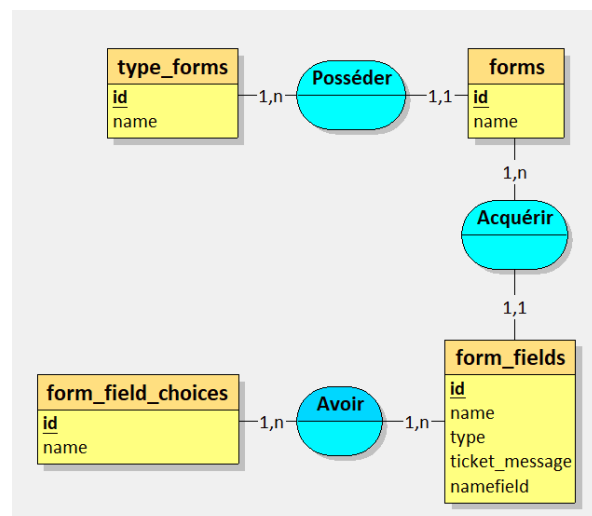 type_forms
id
name
1,n
Posséder
1,1
forms
id
name
1,n
Acquérir
1,1
form_fields
id
name
type
ticket_message
namefield
form_field_choices
id
name
1,n
Avoir
1,n